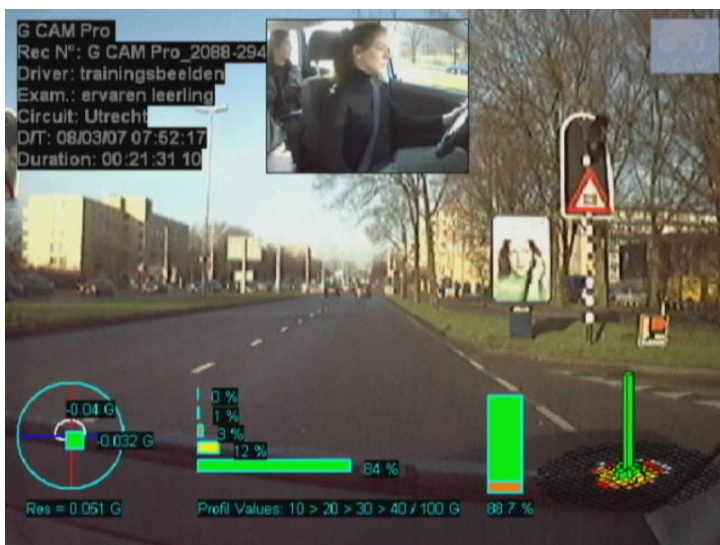 G CAM Pro
Rec N°: G CAM Pro_2088-294
Driver: trainingsbeelden
Exam.: ervaren leerling
Circuit: Utrecht
D/T: 08/03/07 07:52:17
Duration: 00:21:31 10
G-CAM
-0.04 G
-0.032 G
0 %
1 %
3 %
12 %
84 %
Res = 0.051 G
Profil Values: 10 > 20 > 30 > 40 / 100 G
88.7 %